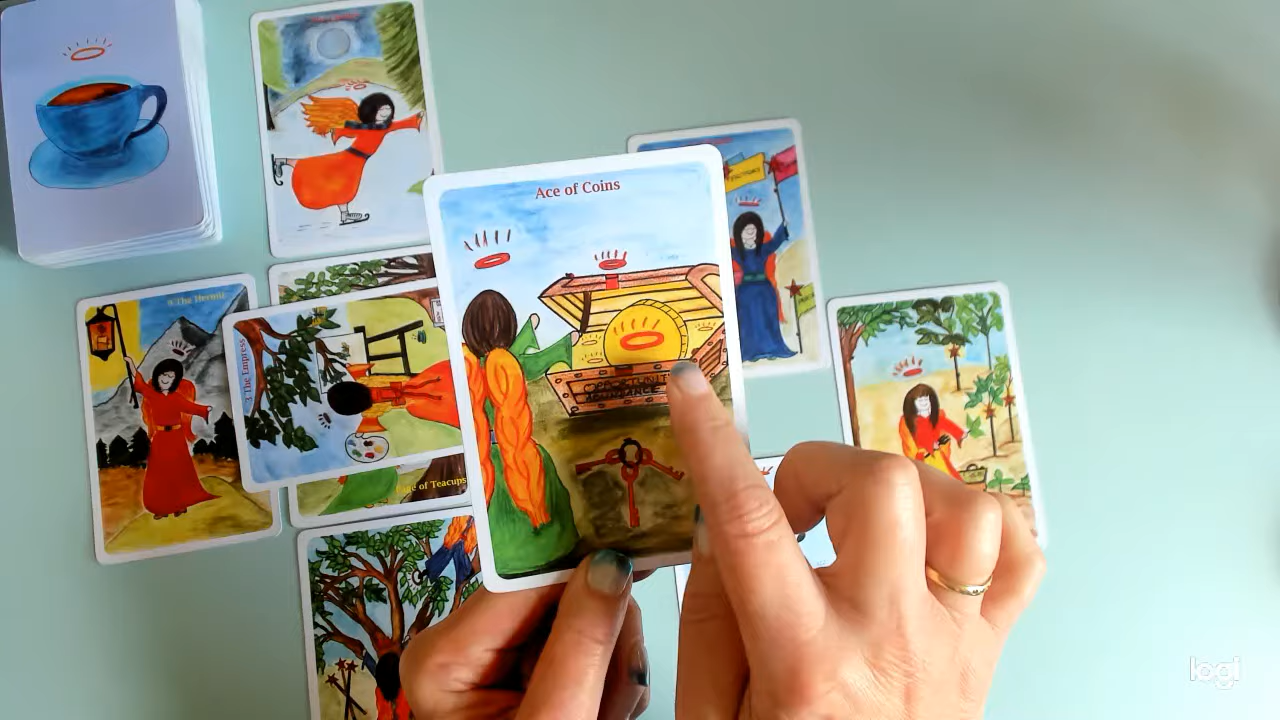 Ace of Coins
OPPORTUNITY
ABUNDANCE
9 The Hermit
3 The Empress
Page of Teacups
logi